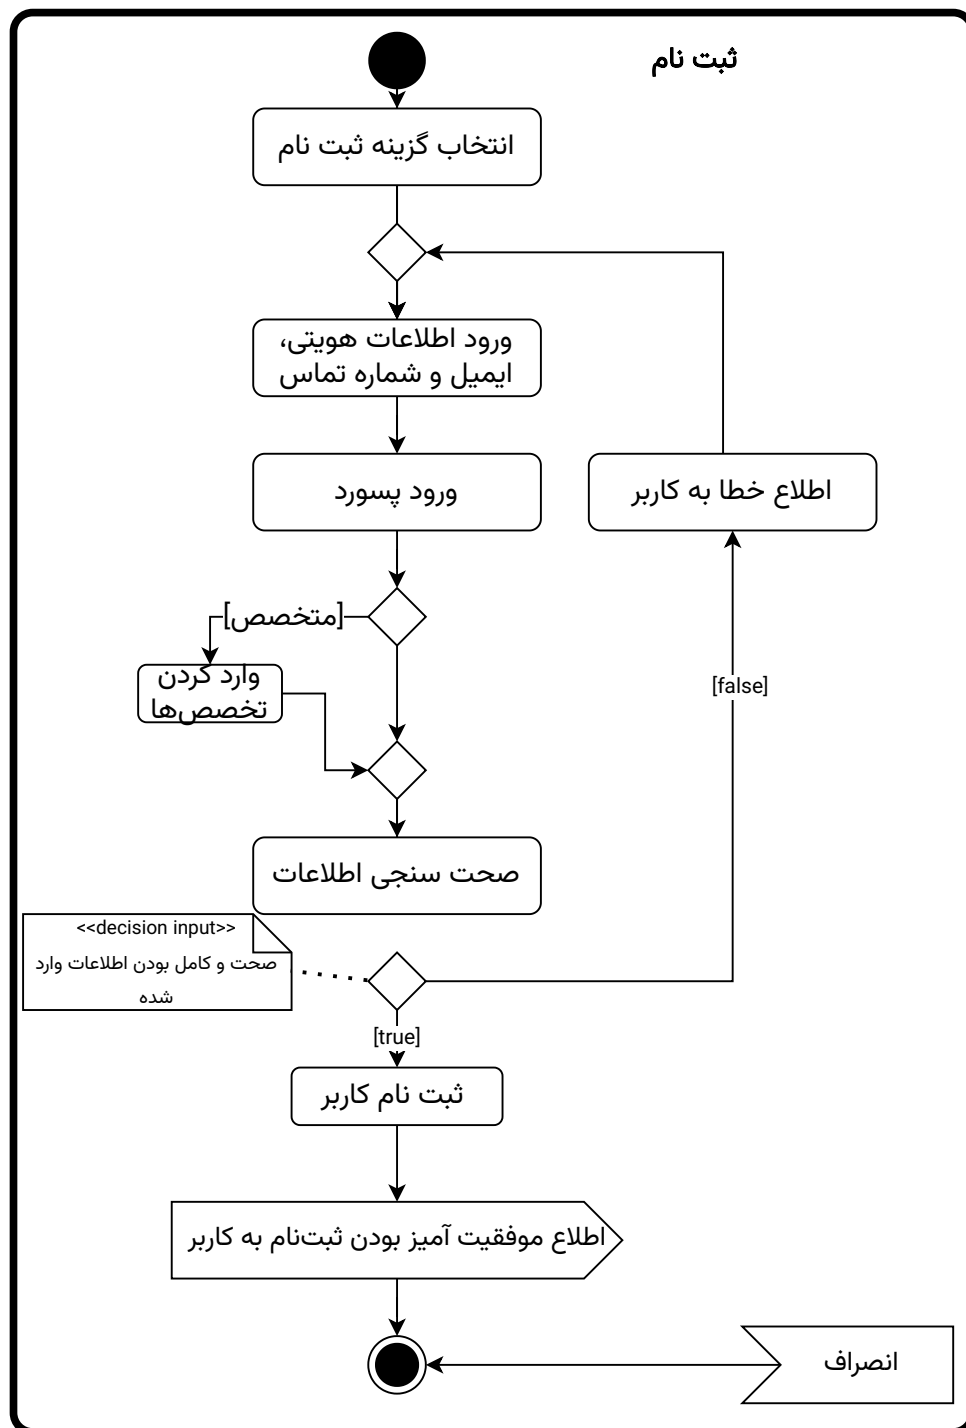 ثبت نام
انتخاب گزینه ثبت نام
ورود اطلاعات هویتی،
ایمیل و شماره تماس
ورود پسورد
اطلاع خطا به کاربر
[متخصص]
وارد کردن
تخصص‌ها
[false]
صحت سنجی اطلاعات
<<decision input>>
صحت و کامل بودن اطلاعات وارد
شده
[true]
ثبت نام کاربر
اطلاع موفقیت آمیز بودن ثبت‌نام به کاربر
انصراف